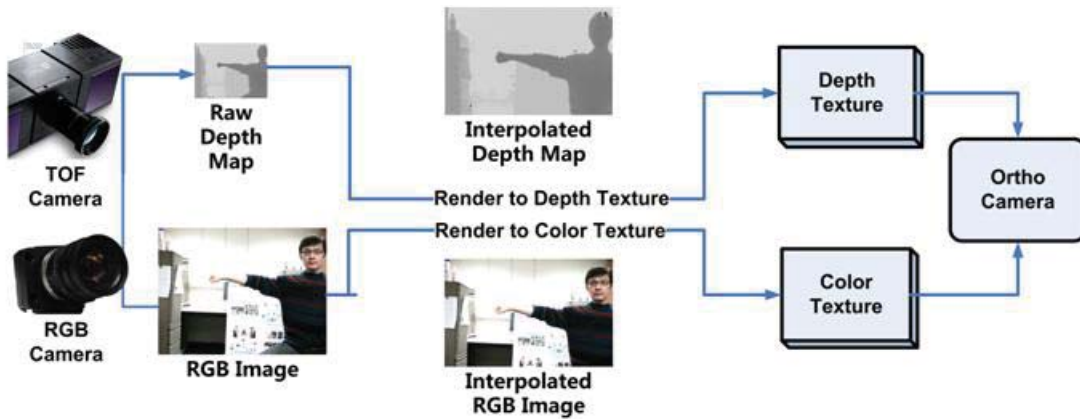 TOF
Camera
Raw
Depth
Map
Interpolated
Depth Map
Depth
Texture
Ortho
Camera
Render to Depth Texture
Render to Color Texture
RGB
Camera
RGB Image
Interpolated
RGB Image
Color
Texture